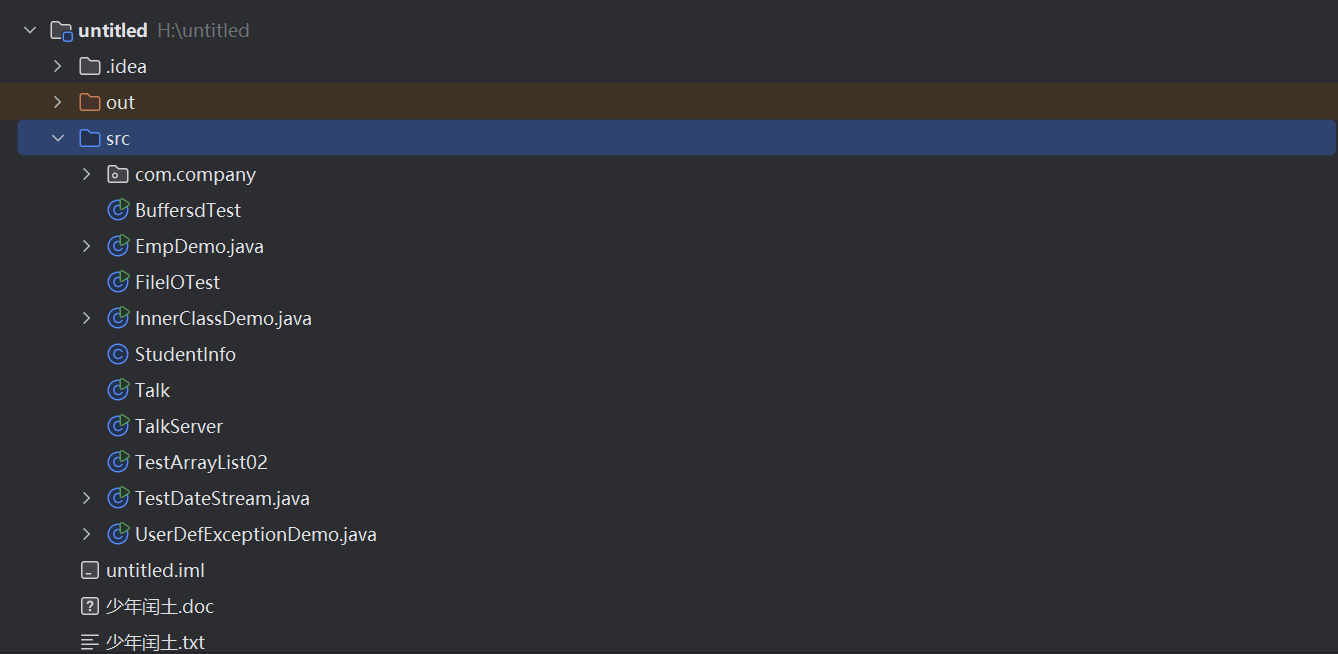 untitled H:\untitled
.idea
out
src
com.company
BuffersdTest
EmpDemo.java
FileIOTest
InnerClassDemo.java
StudentInfo
Talk
TalkServer
TestArrayList02
TestDateStream.java
UserDefExceptionDemo.java
untitled.iml
少年闰土.doc
少年闰土.txt